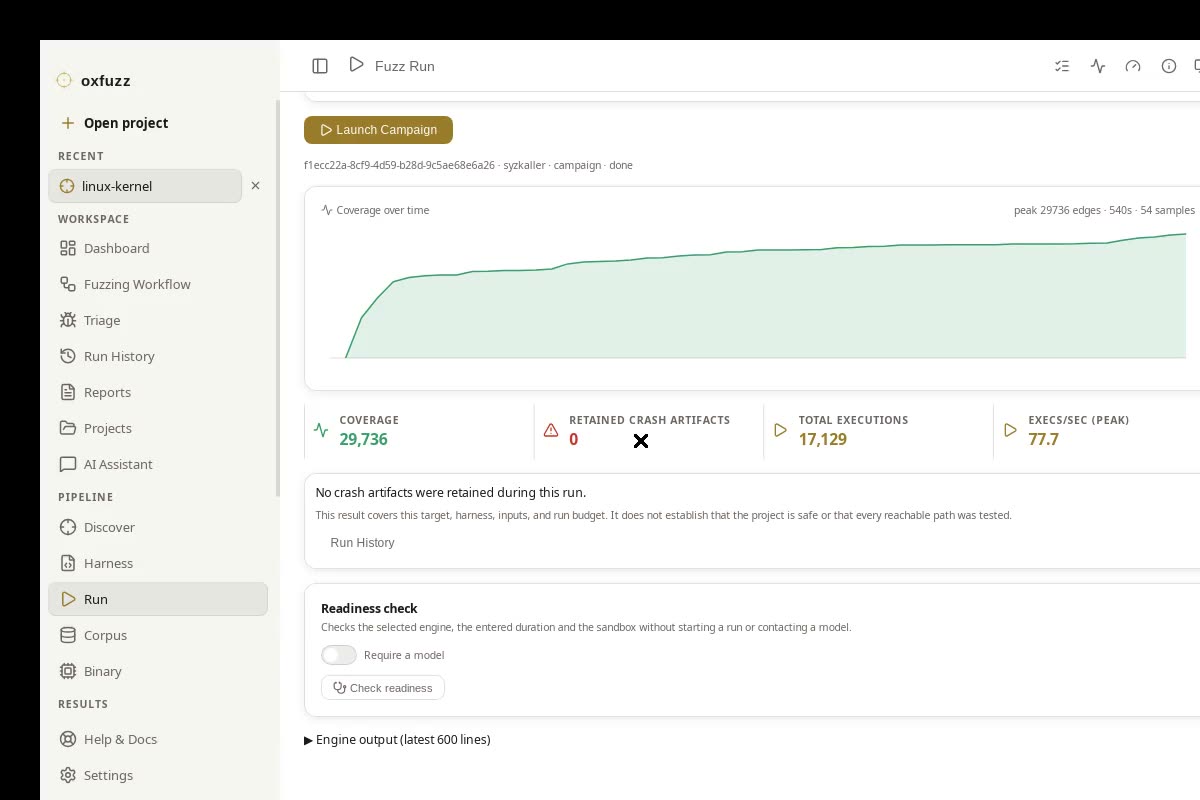 oxfuzz
Open project
RECENT
linux-kernel
WORKSPACE
Dashboard
Fuzzing Workflow
Triage
Run History
Reports
Projects
AI Assistant
PIPELINE
Discover
Harness
Run
Corpus
Binary
RESULTS
Help & Docs
Settings
Fuzz Run
Launch Campaign
f1ecc22a-8cf9-4d59-b28d-9c5ae68e6a26 · syzkaller · campaign · done
Coverage over time
peak 29736 edges · 540s · 54 samples
COVERAGE
29,736
RETAINED CRASH ARTIFACTS
0
TOTAL EXECUTIONS
17,129
EXECS/SEC (PEAK)
77.7
No crash artifacts were retained during this run.
This result covers this target, harness, inputs, and run budget. It does not establish that the project is safe or that every reachable path was tested.
Run History
Readiness check
Checks the selected engine, the entered duration and the sandbox without starting a run or contacting a model.
Require a model
Check readiness
▶ Engine output (latest 600 lines)